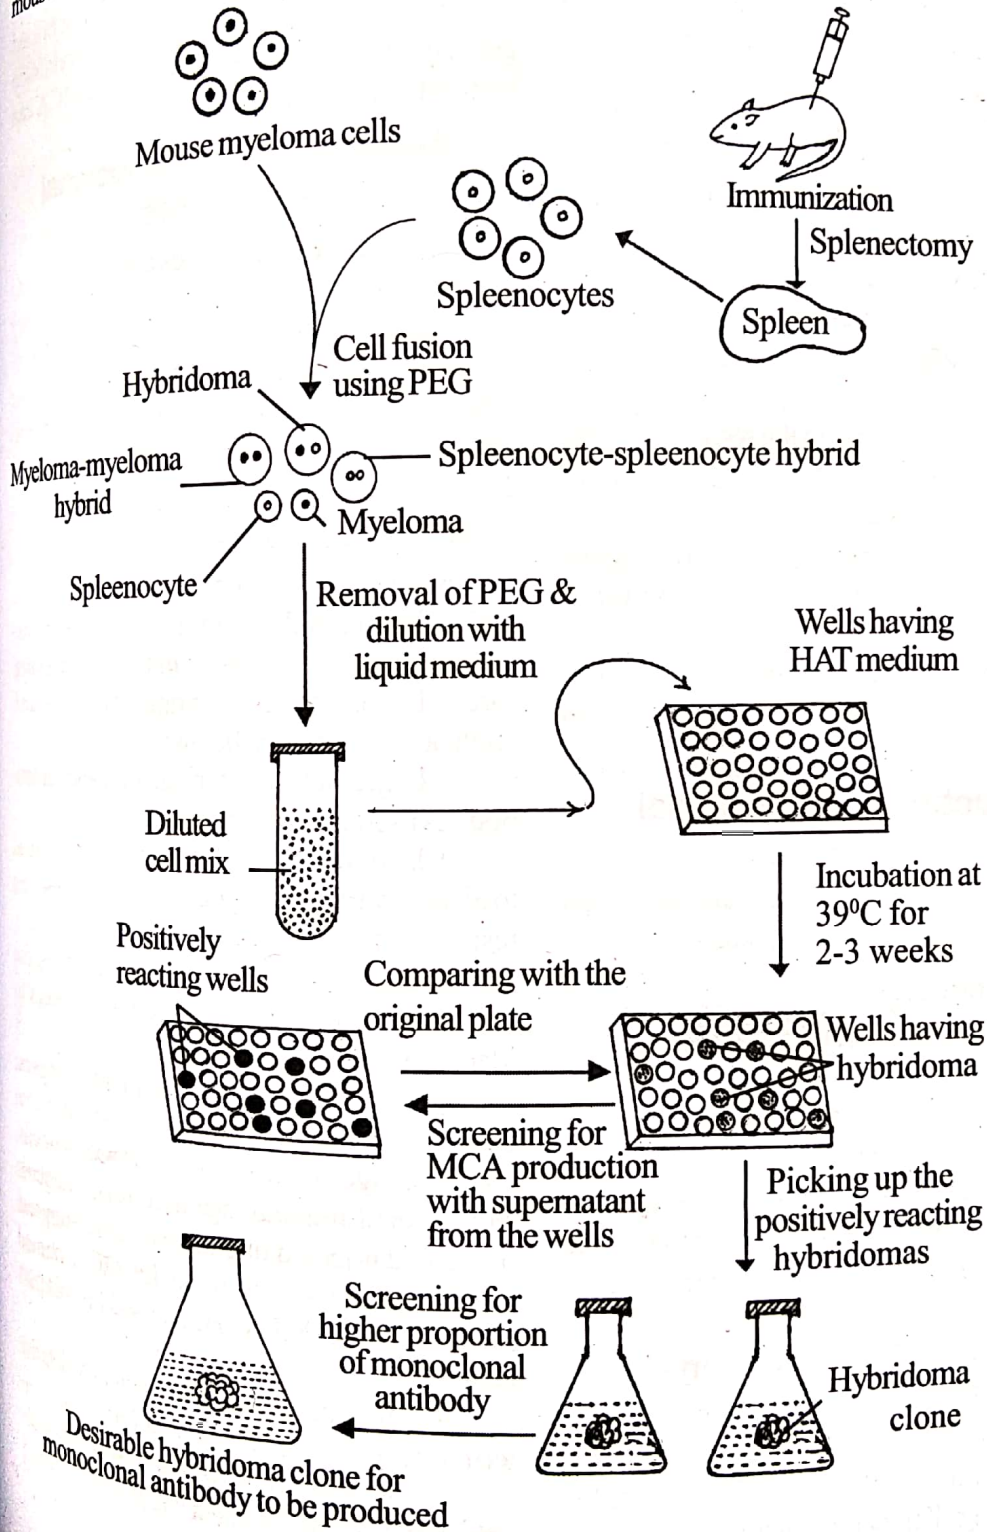 Mouse myeloma cells
Immunization
Splenectomy
Spleenocytes
Spleen
Cell fusion
using PEG
Hybridoma
Myeloma-myeloma
hybrid
Spleenocyte-spleenocyte hybrid
Myeloma
Spleenocyte
Removal of PEG &
dilution with
liquid medium
Wells having
HAT medium
Diluted
cell mix
Incubation at
39⁰C for
2-3 weeks
Positively
reacting wells
Comparing with the
original plate
Wells having
hybridoma
Screening for
MCA production
with supernatant
from the wells
Picking up the
positively reacting
hybridomas
Screening for
higher proportion
of monoclonal
antibody
Hybridoma
clone
Desirable hybridoma clone for
monoclonal antibody to be produced